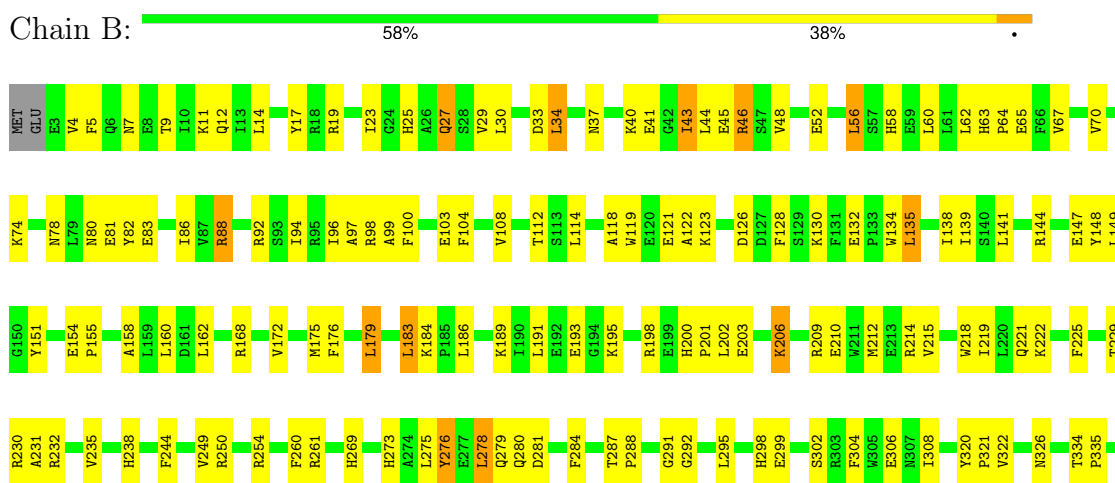 Chain B:
58% 38% •
MET GLU E3 V4 F5 Q6 N7 E8 T9 I10 K11 Q12 I13 L14 Y17 R18 R19 I23 G24 H25 A26 Q27 S28 V29 L30 D33 L34 N37 K40 E41 G42 I43 L44 E45 R46 S47 V48 E52 L56 S57 H58 E59 L60 L61 L62 H63 P64 E65 F66 V67 V70
K74 N78 L79 N80 E81 Y82 E83 I86 V87 R88 R92 S93 I94 R95 I96 A97 R98 A99 F100 E103 F104 V108 T112 S113 L114 A118 W119 E120 E121 A122 K123 D126 D127 F128 S129 K130 F131 E132 P133 W134 L135 I138 I139 S140 L141 R144 E147 Y148 L149
G150 Y151 E154 P155 A158 L159 L160 D161 L162 R168 V172 M175 F176 L179 L183 K184 P185 L186 K189 I190 L191 E192 E193 G194 K195 R198 E199 H200 P201 L202 E203 K206 R209 E210 W211 M212 E213 R214 V215 W218 I219 L220 Q221 K222 F225 T229
R230 A231 R232 V235 H238 F244 V249 R250 R254 F260 R261 H269 H273 A274 L275 Y276 E277 L278 Q279 Q280 D281 F284 T287 P288 G291 G292 L295 H298 E299 S302 R303 F304 W305 E306 N307 I308 Y320 P321 V322 N326 T334 P335